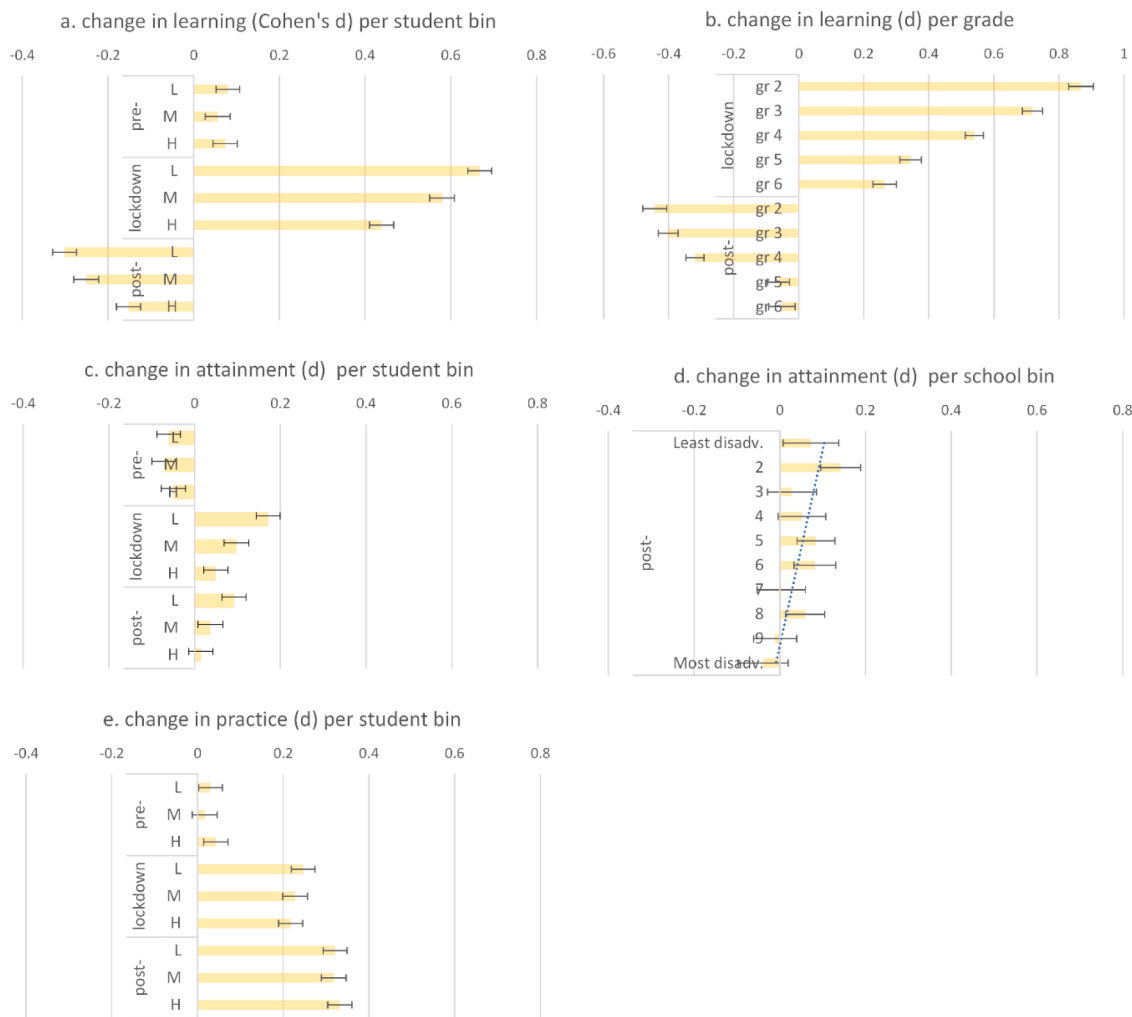 a. change in learning (Cohen's d) per student bin
-0.4 -0.2 0 0.2 0.4 0.6 0.8
pre-
L
M
H
lockdown
L
M
H
post-
L
M
H
b. change in learning (d) per grade
-0.6 -0.4 -0.2 0 0.2 0.4 0.6 0.8 1
lockdown
gr 2
gr 3
gr 4
gr 5
gr 6
post-
gr 2
gr 3
gr 4
gr 5
gr 6
c. change in attainment (d) per student bin
-0.4 -0.2 0 0.2 0.4 0.6 0.8
pre-
L
M
H
lockdown
L
M
H
post-
L
M
H
d. change in attainment (d) per school bin
-0.4 -0.2 0 0.2 0.4 0.6 0.8
post-
Least disadv.
2
3
4
5
6
7
8
9
Most disadv.
e. change in practice (d) per student bin
-0.4 -0.2 0 0.2 0.4 0.6 0.8
pre-
L
M
H
lockdown
L
M
H
post-
L
M
H